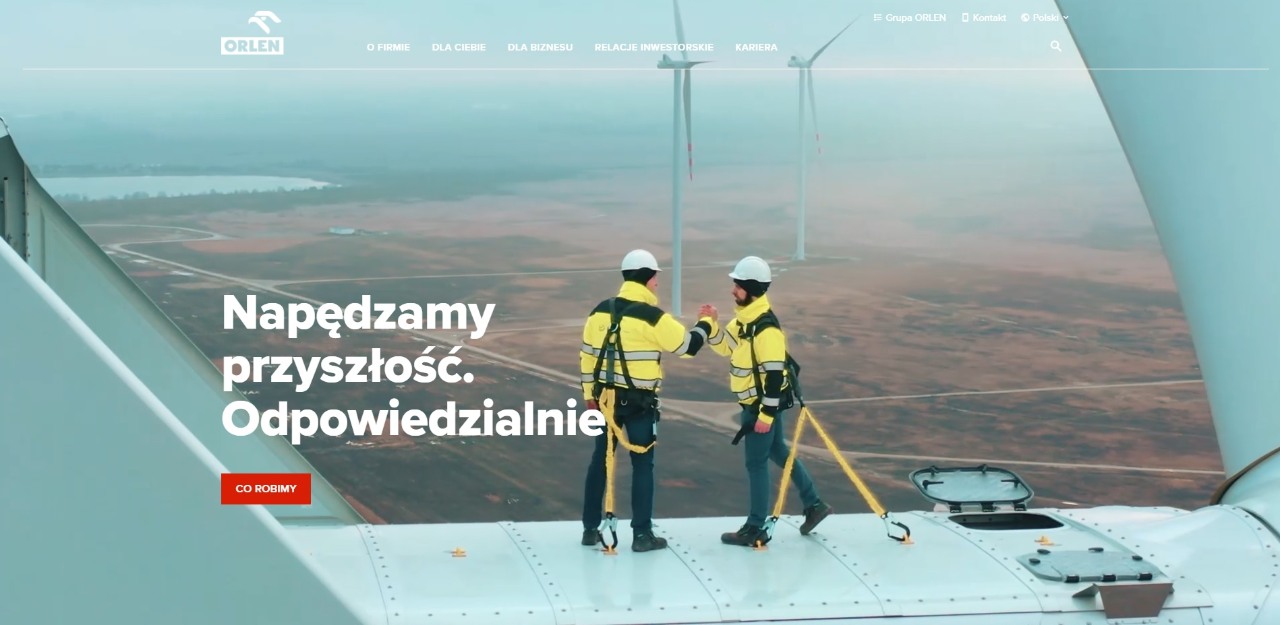 Grupa ORLEN Kontakt Polski
ORLEN
O FIRMIE DLA CIEBIE DLA BIZNESU RELACJE INWESTORSKIE KARIERA
Napędzamy
przyszłość.
Odpowiedzialnie
CO ROBIMY